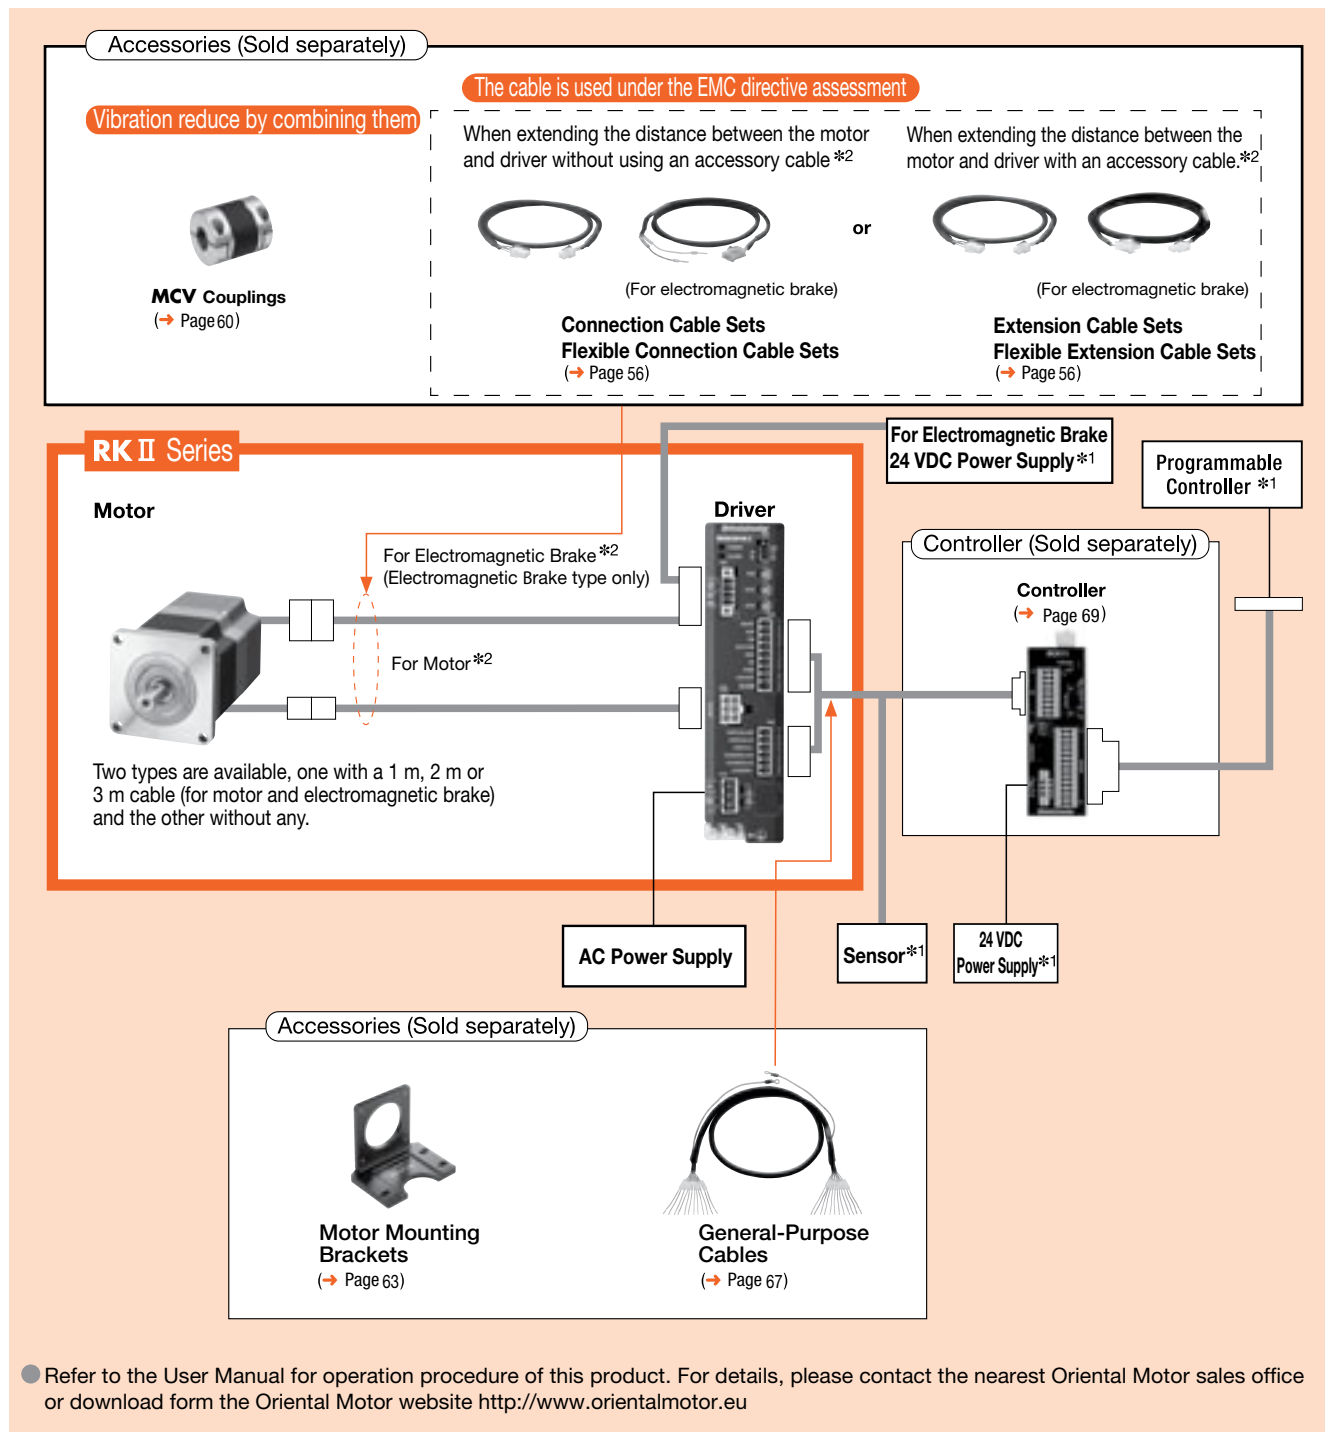 Accessories (Sold separately)
Vibration reduce by combining them
MCV Couplings
(➜ Page 60)
The cable is used under the EMC directive assessment
When extending the distance between the motor
and driver without using an accessory cable✻2
(For electromagnetic brake)
Connection Cable Sets
Flexible Connection Cable Sets
(➜ Page 56)
or
When extending the distance between the
motor and driver with an accessory cable.✻2
(For electromagnetic brake)
Extension Cable Sets
Flexible Extension Cable Sets
(➜ Page 56)
RK II Series
Motor
For Electromagnetic Brake✻2
(Electromagnetic Brake type only)
For Motor✻2
Two types are available, one with a 1 m, 2 m or
3 m cable (for motor and electromagnetic brake)
and the other without any.
Driver
For Electromagnetic Brake
24 VDC Power Supply✻1
Programmable
Controller ✻1
Controller (Sold separately)
Controller
(➜ Page 69)
AC Power Supply
Sensor✻1
24 VDC
Power Supply✻1
Accessories (Sold separately)
Motor Mounting
Brackets
(➜ Page 63)
General-Purpose
Cables
(➜ Page 67)
● Refer to the User Manual for operation procedure of this product. For details, please contact the nearest Oriental Motor sales office
or download form the Oriental Motor website http://www.orientalmotor.eu